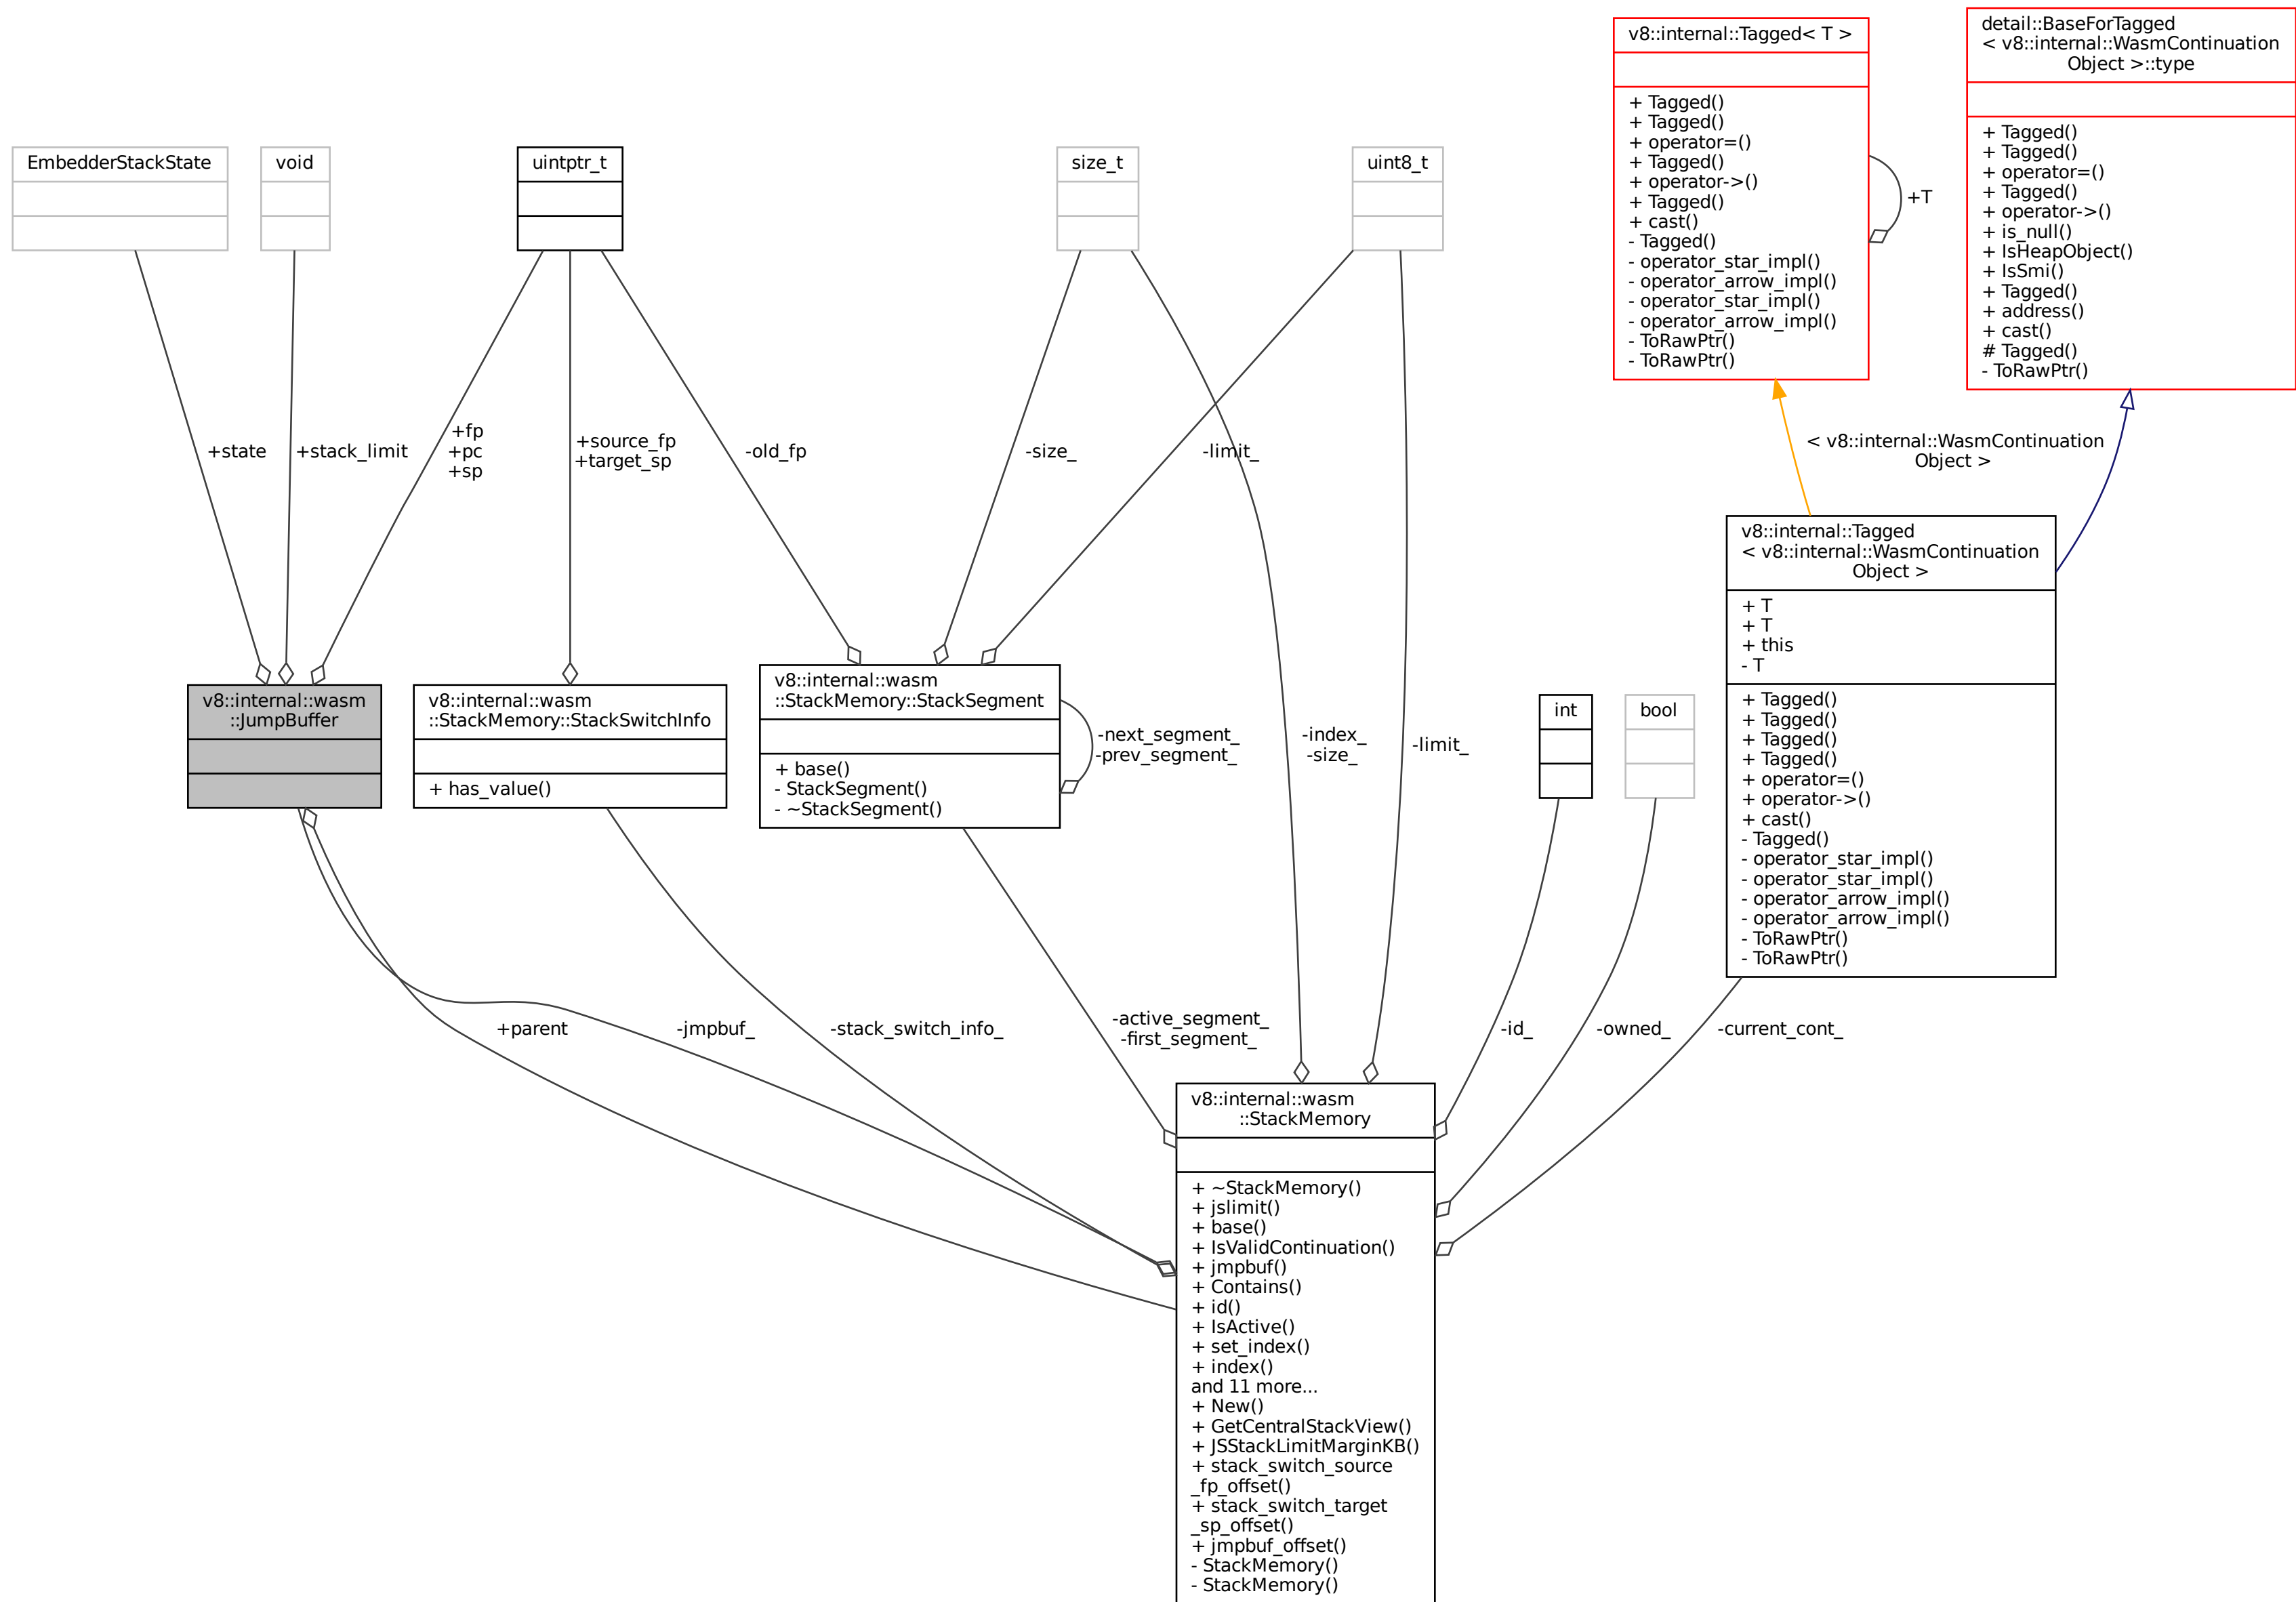 v8::internal::Tagged< T >
+ Tagged()
+ Tagged()
+ operator=()
+ Tagged()
+ operator->()
+ Tagged()
+ cast()
- Tagged()
- operator_star_impl()
- operator_arrow_impl()
- operator_star_impl()
- operator_arrow_impl()
- ToRawPtr()
- ToRawPtr()
+T
detail::BaseForTagged
< v8::internal::WasmContinuation
Object >::type
+ Tagged()
+ Tagged()
+ operator=()
+ Tagged()
+ operator->()
+ is_null()
+ IsHeapObject()
+ IsSmi()
+ Tagged()
+ address()
+ cast()
# Tagged()
- ToRawPtr()
EmbedderStackState
void
uintptr_t
size_t
uint8_t
+state
+stack_limit
+fp
+pc
+sp
+source_fp
+target_sp
-old_fp
-size_
-limit_
< v8::internal::WasmContinuation
Object >
v8::internal::wasm
::JumpBuffer
v8::internal::wasm
::StackMemory::StackSwitchInfo
+ has_value()
v8::internal::wasm
::StackMemory::StackSegment
+ base()
- StackSegment()
- ~StackSegment()
-next_segment_
-prev_segment_
-index_
-size_
-limit_
int
bool
v8::internal::Tagged
< v8::internal::WasmContinuation
Object >
+ T
+ T
+ this
- T
+ Tagged()
+ Tagged()
+ Tagged()
+ Tagged()
+ operator=()
+ operator->()
+ cast()
- Tagged()
- operator_star_impl()
- operator_star_impl()
- operator_arrow_impl()
- operator_arrow_impl()
- ToRawPtr()
- ToRawPtr()
+parent
-jmpbuf_
-stack_switch_info_
-active_segment_
-first_segment_
-id_
-owned_
-current_cont_
v8::internal::wasm
::StackMemory
+ ~StackMemory()
+ jslimit()
+ base()
+ IsValidContinuation()
+ jmpbuf()
+ Contains()
+ id()
+ IsActive()
+ set_index()
+ index()
and 11 more...
+ New()
+ GetCentralStackView()
+ JSStackLimitMarginKB()
+ stack_switch_source
_fp_offset()
+ stack_switch_target
_sp_offset()
+ jmpbuf_offset()
- StackMemory()
- StackMemory()